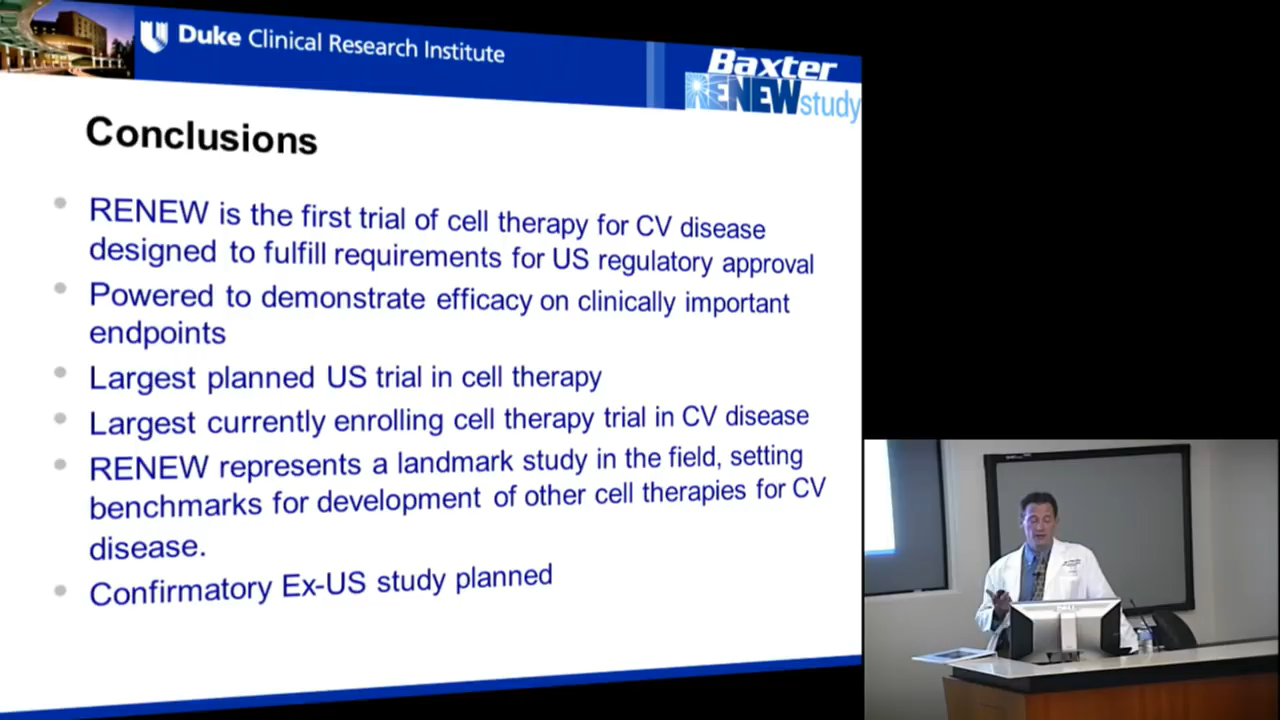 Duke Clinical Research Institute
Baxter
RENEW study
Conclusions
RENEW is the first trial of cell therapy for CV disease
designed to fulfill requirements for US regulatory approval
Powered to demonstrate efficacy on clinically important
endpoints
Largest planned US trial in cell therapy
Largest currently enrolling cell therapy trial in CV disease
RENEW represents a landmark study in the field, setting
benchmarks for development of other cell therapies for CV
disease.
Confirmatory Ex-US study planned
DELL